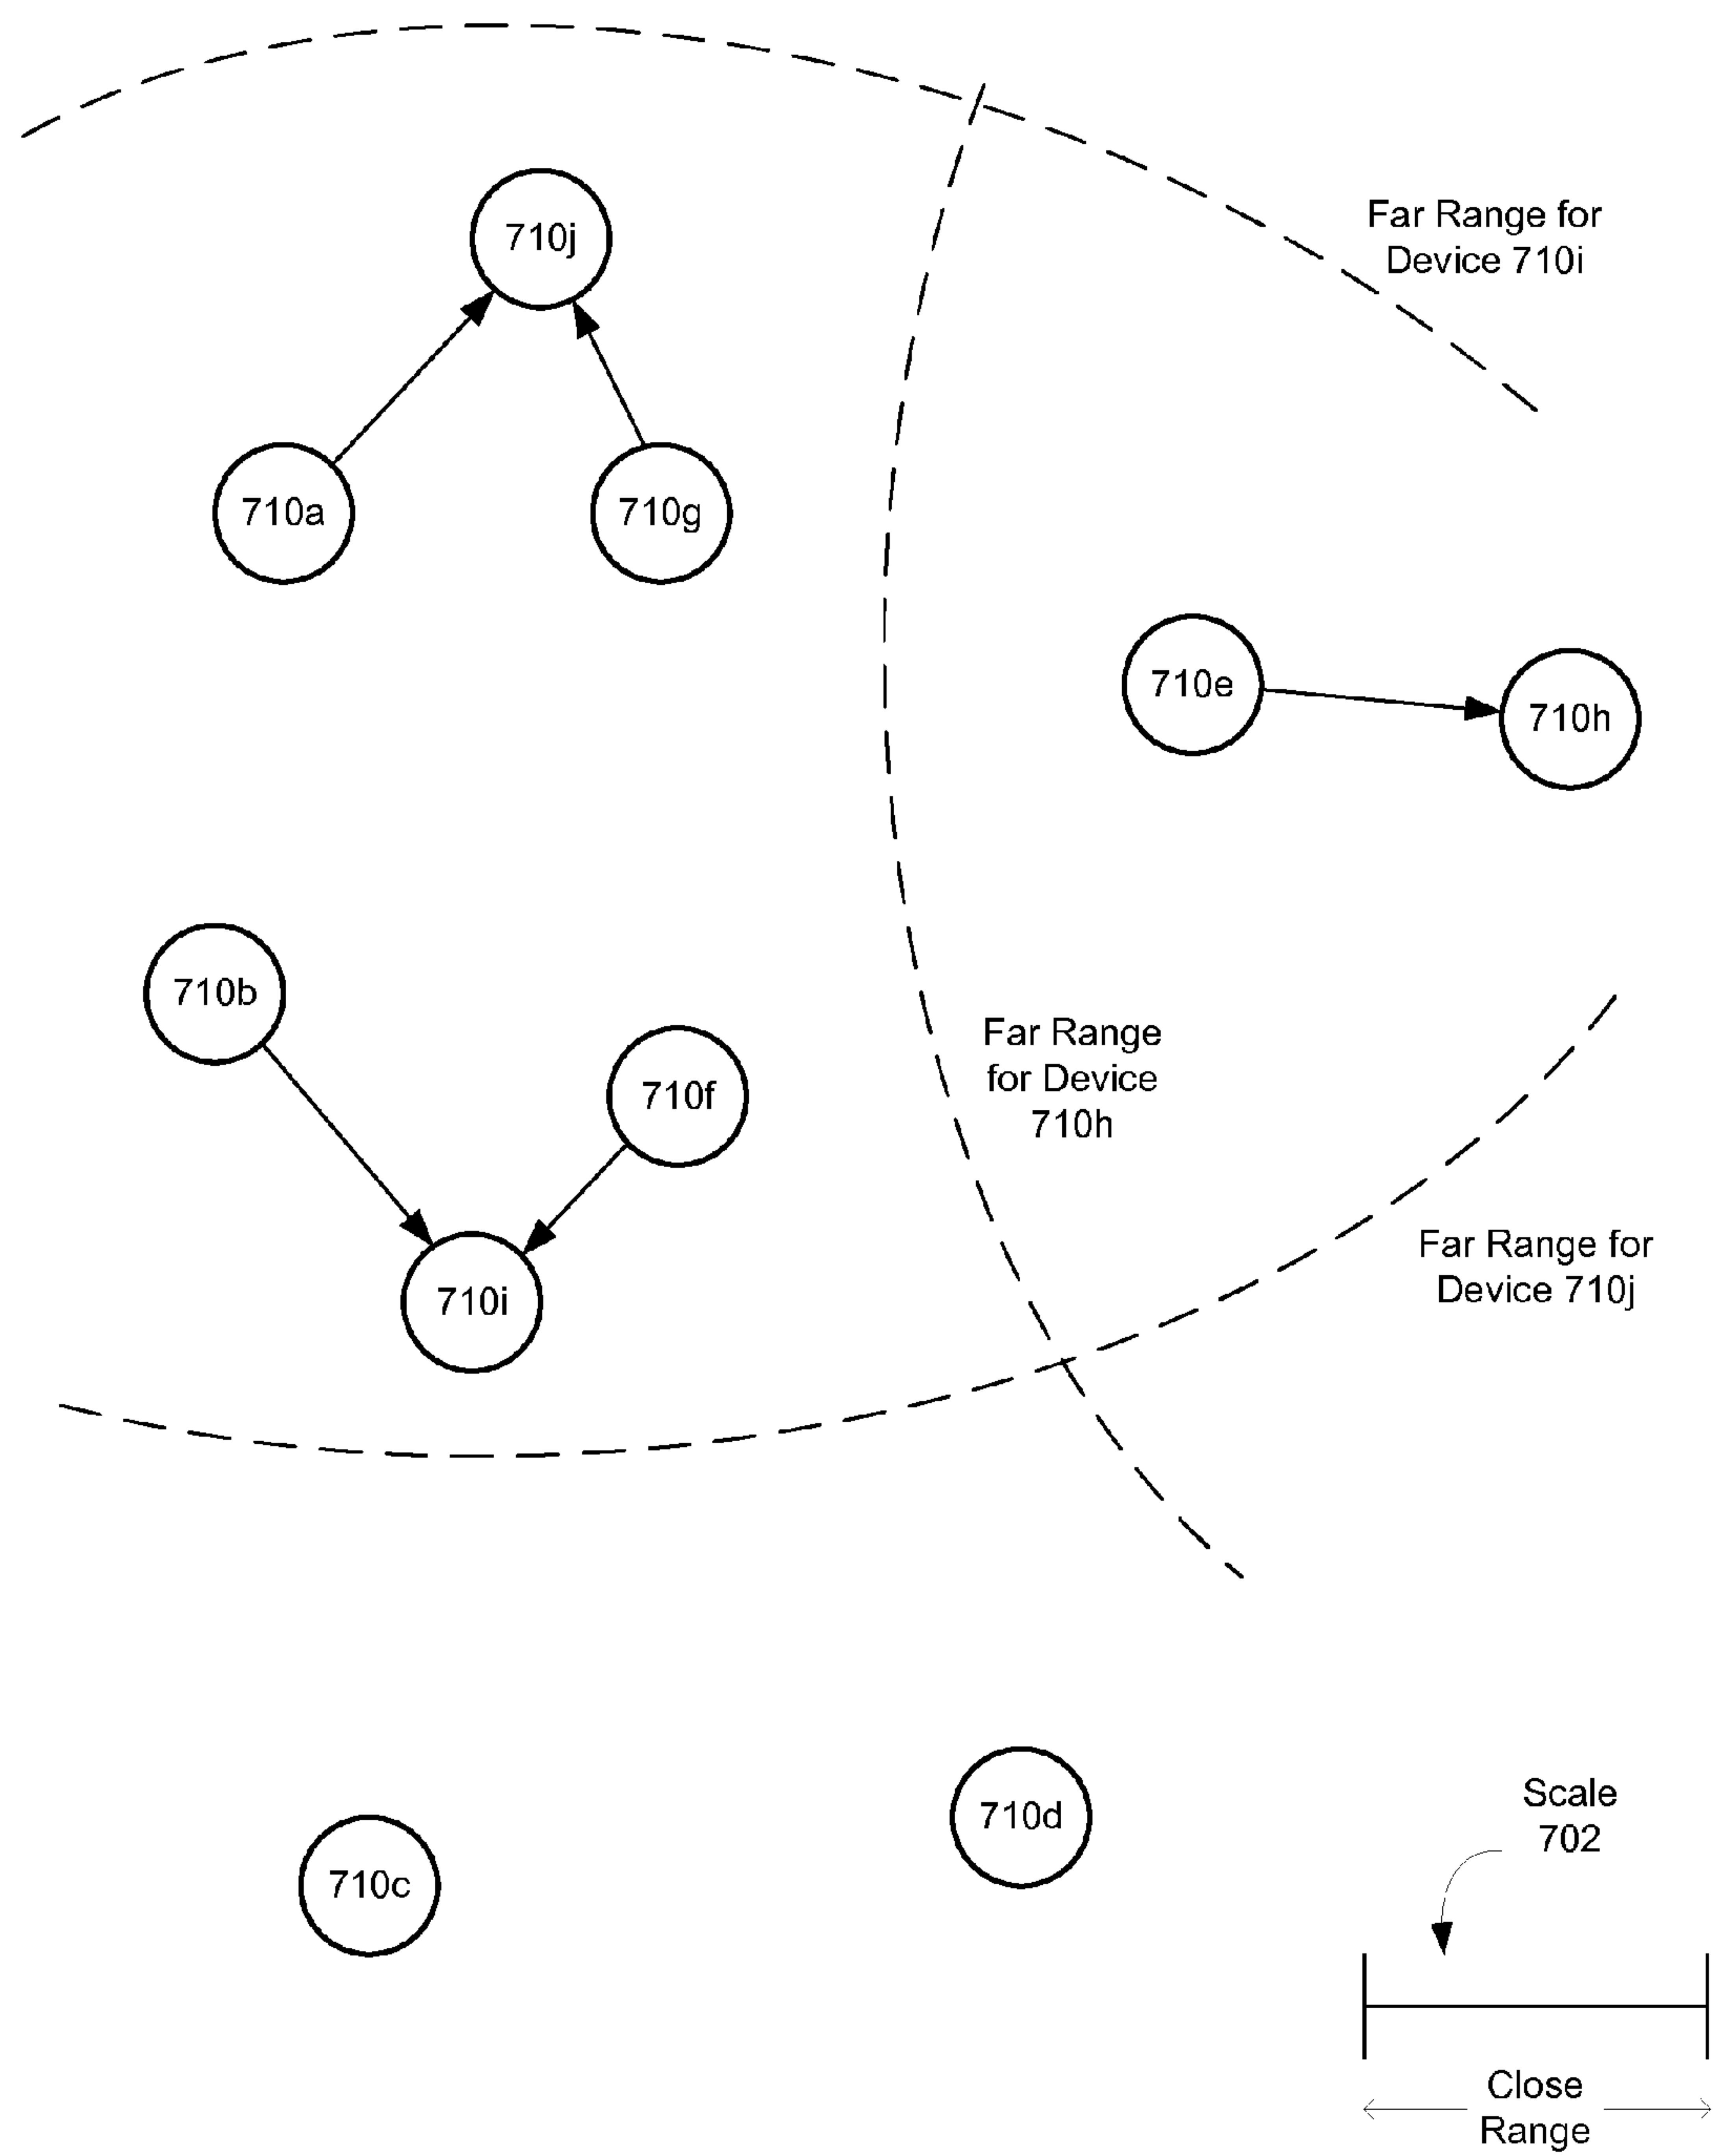 Far Range for
Device 710i
710j
710a
710g
710e
710h
710b
710f
Far Range
for Device
710h
710i
Far Range for
Device 710j
710d
710c
Scale
702
Close
Range